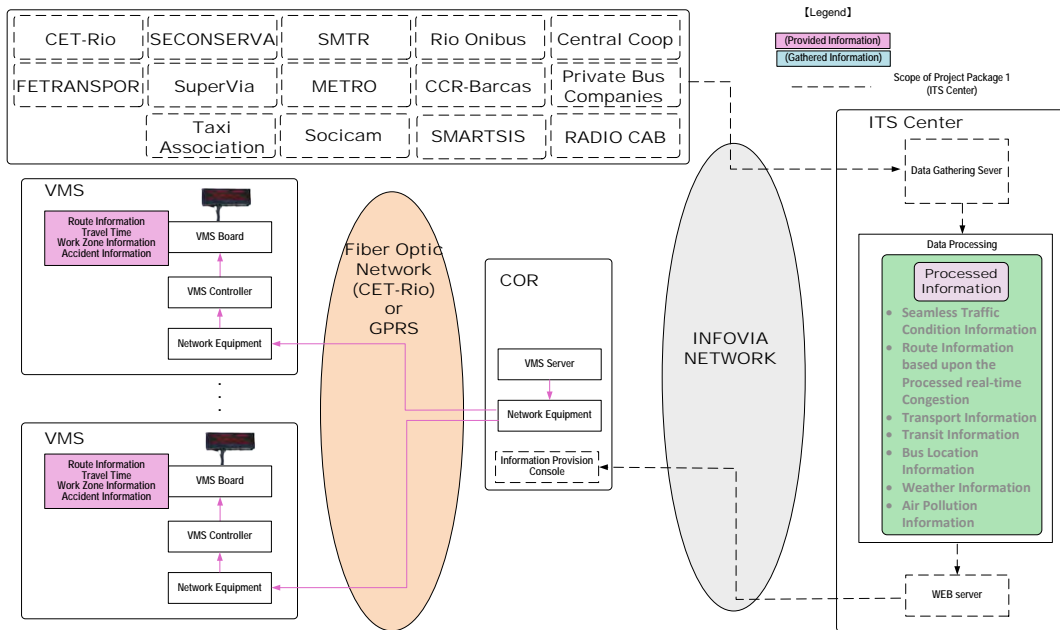 【Legend】
(Provided Information)
(Gathered Information)
Scope of Project Package 1
(ITS Center)
CET-Rio
SECONSERVA
SMTR
Rio Onibus
Central Coop
FETRANSPOR
SuperVia
METRO
CCR-Barcas
Private Bus
Companies
Taxi
Association
Socicam
SMARTSIS
RADIO CAB
VMS
Route Information
Travel Time
Work Zone Information
Accident Information
VMS Board
VMS Controller
Network Equipment
VMS
Route Information
Travel Time
Work Zone Information
Accident Information
VMS Board
VMS Controller
Network Equipment
Fiber Optic
Network
(CET-Rio)
or
GPRS
COR
VMS Server
Network Equipment
Information Provision
Console
INFOVIA
NETWORK
ITS Center
Data Gathering Sever
Data Processing
Processed
Information
• Seamless Traffic
Condition Information
• Route Information
based upon the
Processed real-time
Congestion
• Transport Information
• Transit Information
• Bus Location
Information
• Weather Information
• Air Pollution
Information
WEB server